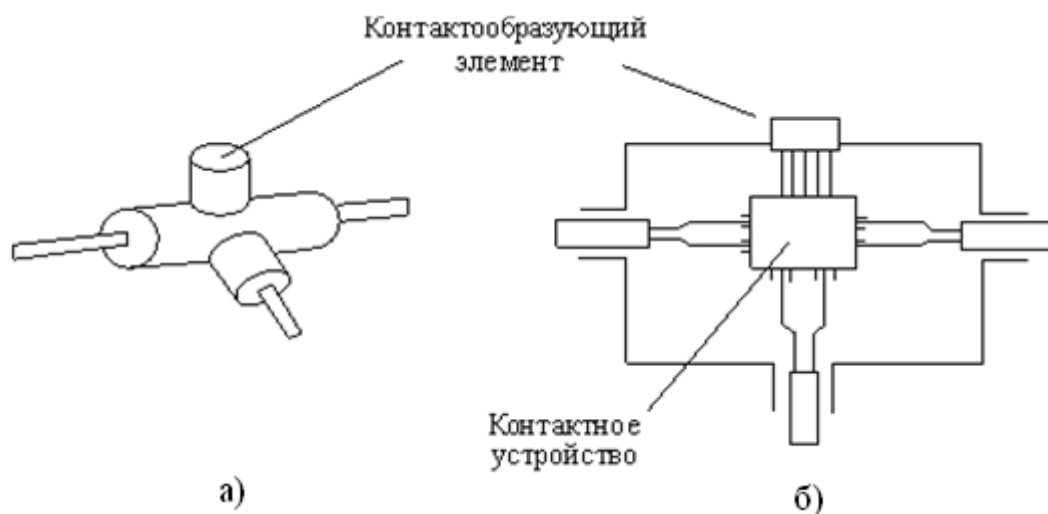 Контактообразующий
элемент
Контактное
устройство
а)
б)